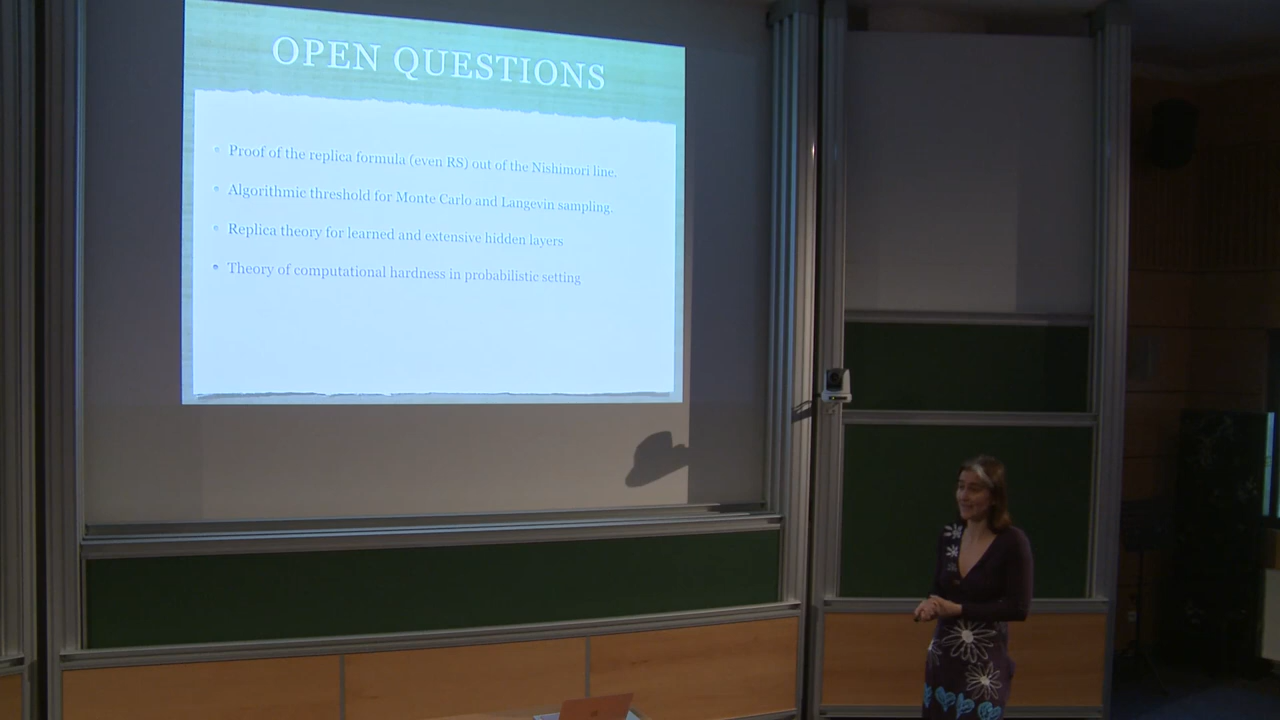 OPEN QUESTIONS
Proof of the replica formula (even RS) out of the Nishimori line.
Algorithmic threshold for Monte Carlo and Langevin sampling.
Replica theory for learned and extensive hidden layers
Theory of computational hardness in probabilistic setting